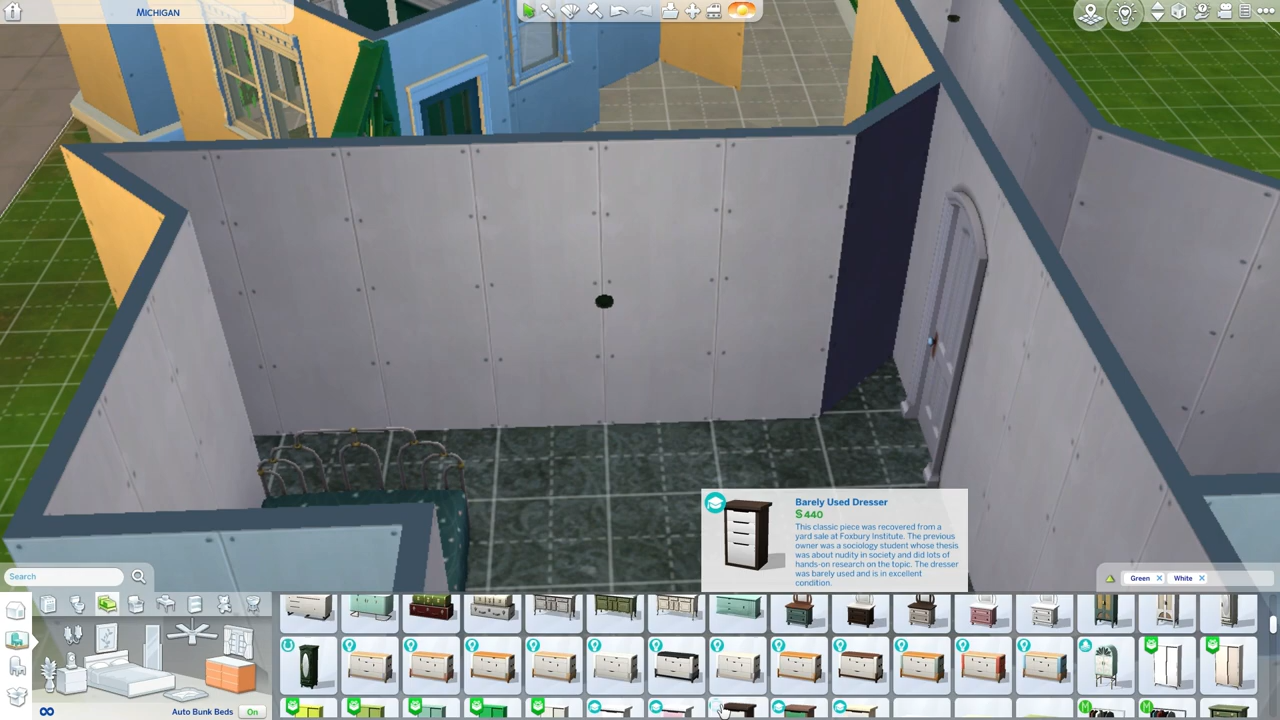 MICHIGAN
Barely Used Dresser
§440
This classic piece was recovered from a
yard sale at Foxbury Institute. The previous
owner was a sociology student whose thesis
was about nudity in society and did lots of
hands-on research on the topic. The dresser
was barely used and is in excellent
condition.
Search
Green
White
Auto Bunk Beds
On